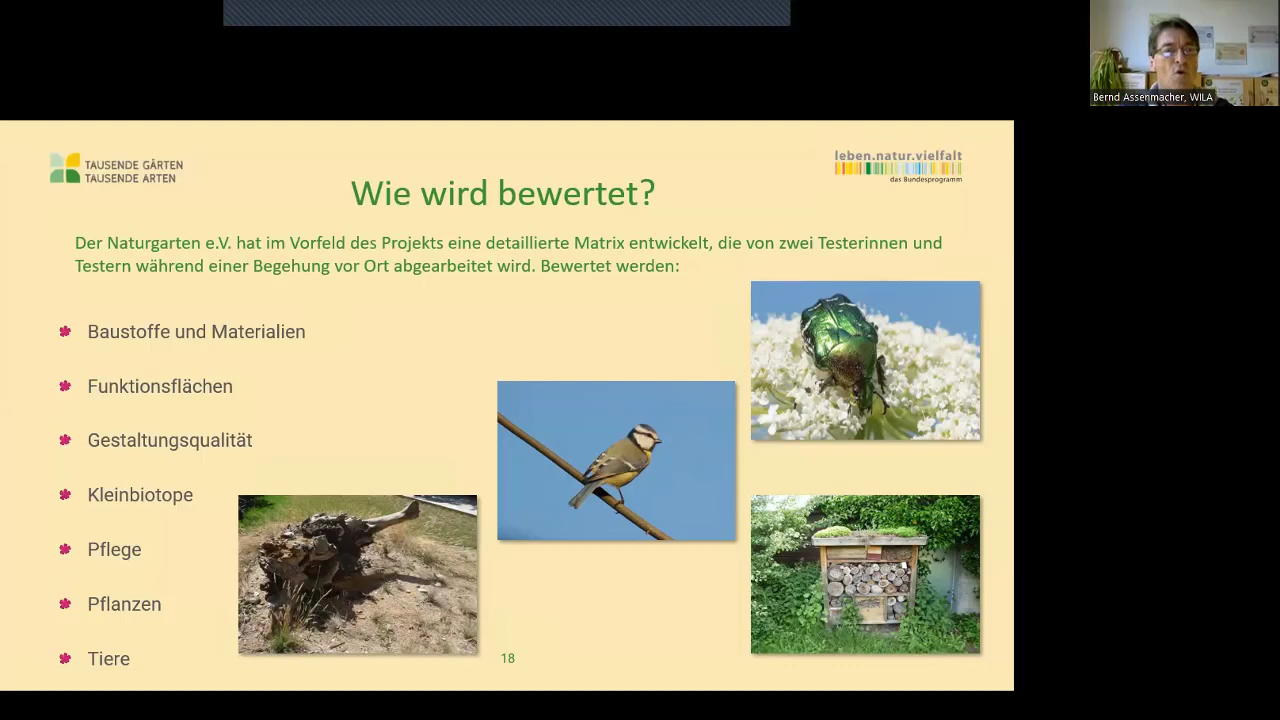 Bernd Assenmacher, WILA
TAUSENDE GÄRTEN
TAUSENDE ARTEN
leben.natur.vielfalt
das Bundesprogramm
Wie wird bewertet?
Der Naturgarten e.V. hat im Vorfeld des Projekts eine detaillierte Matrix entwickelt, die von zwei Testerinnen und
Testern während einer Begehung vor Ort abgearbeitet wird. Bewertet werden:
Baustoffe und Materialien
Funktionsflächen
Gestaltungsqualität
Kleinbiotope
Pflege
Pflanzen
Tiere
18